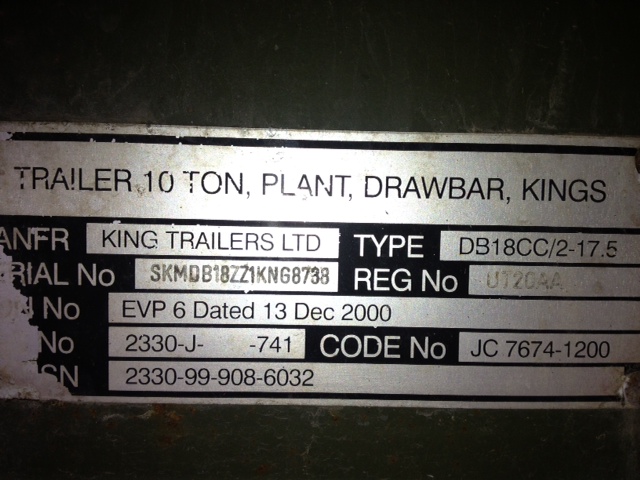 TRAILER 10 TON, PLANT, DRAWBAR, KINGS
ANFR KING TRAILERS LTD TYPE DB18CC/2-17.5
RIAL No SKMDB18ZZ1KNG8738 REG No UT20AA
ON No EVP 6 Dated 13 Dec 2000
No 2330-J- -741 CODE No JC 7674-1200
SN 2330-99-908-6032